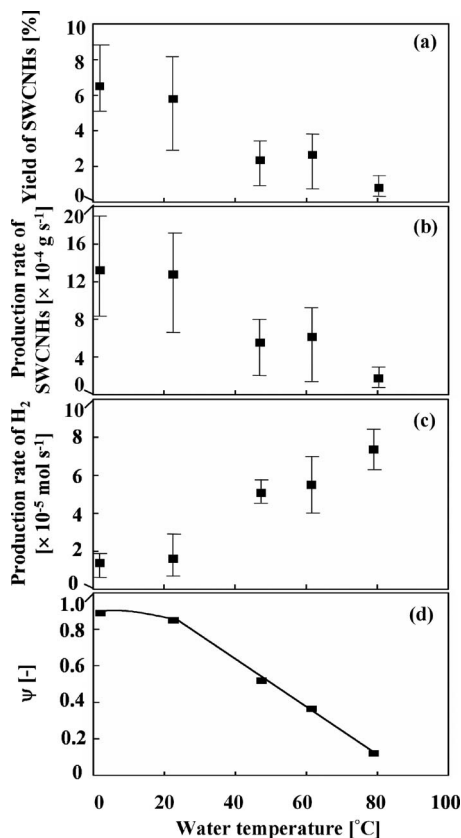 Yield of SWCNHs [%]
10
8
6
4
2
0
(a)
Production rate of
SWCNHs [× 10-4 g s-1]
20
16
12
8
4
0
(b)
Production rate of H2
[× 10-5 mol s-1]
10
8
6
4
2
0
(c)
ψ [-]
1.0
0.8
0.6
0.4
0.2
0
(d)
0 20 40 60 80 100
Water temperature [°C]